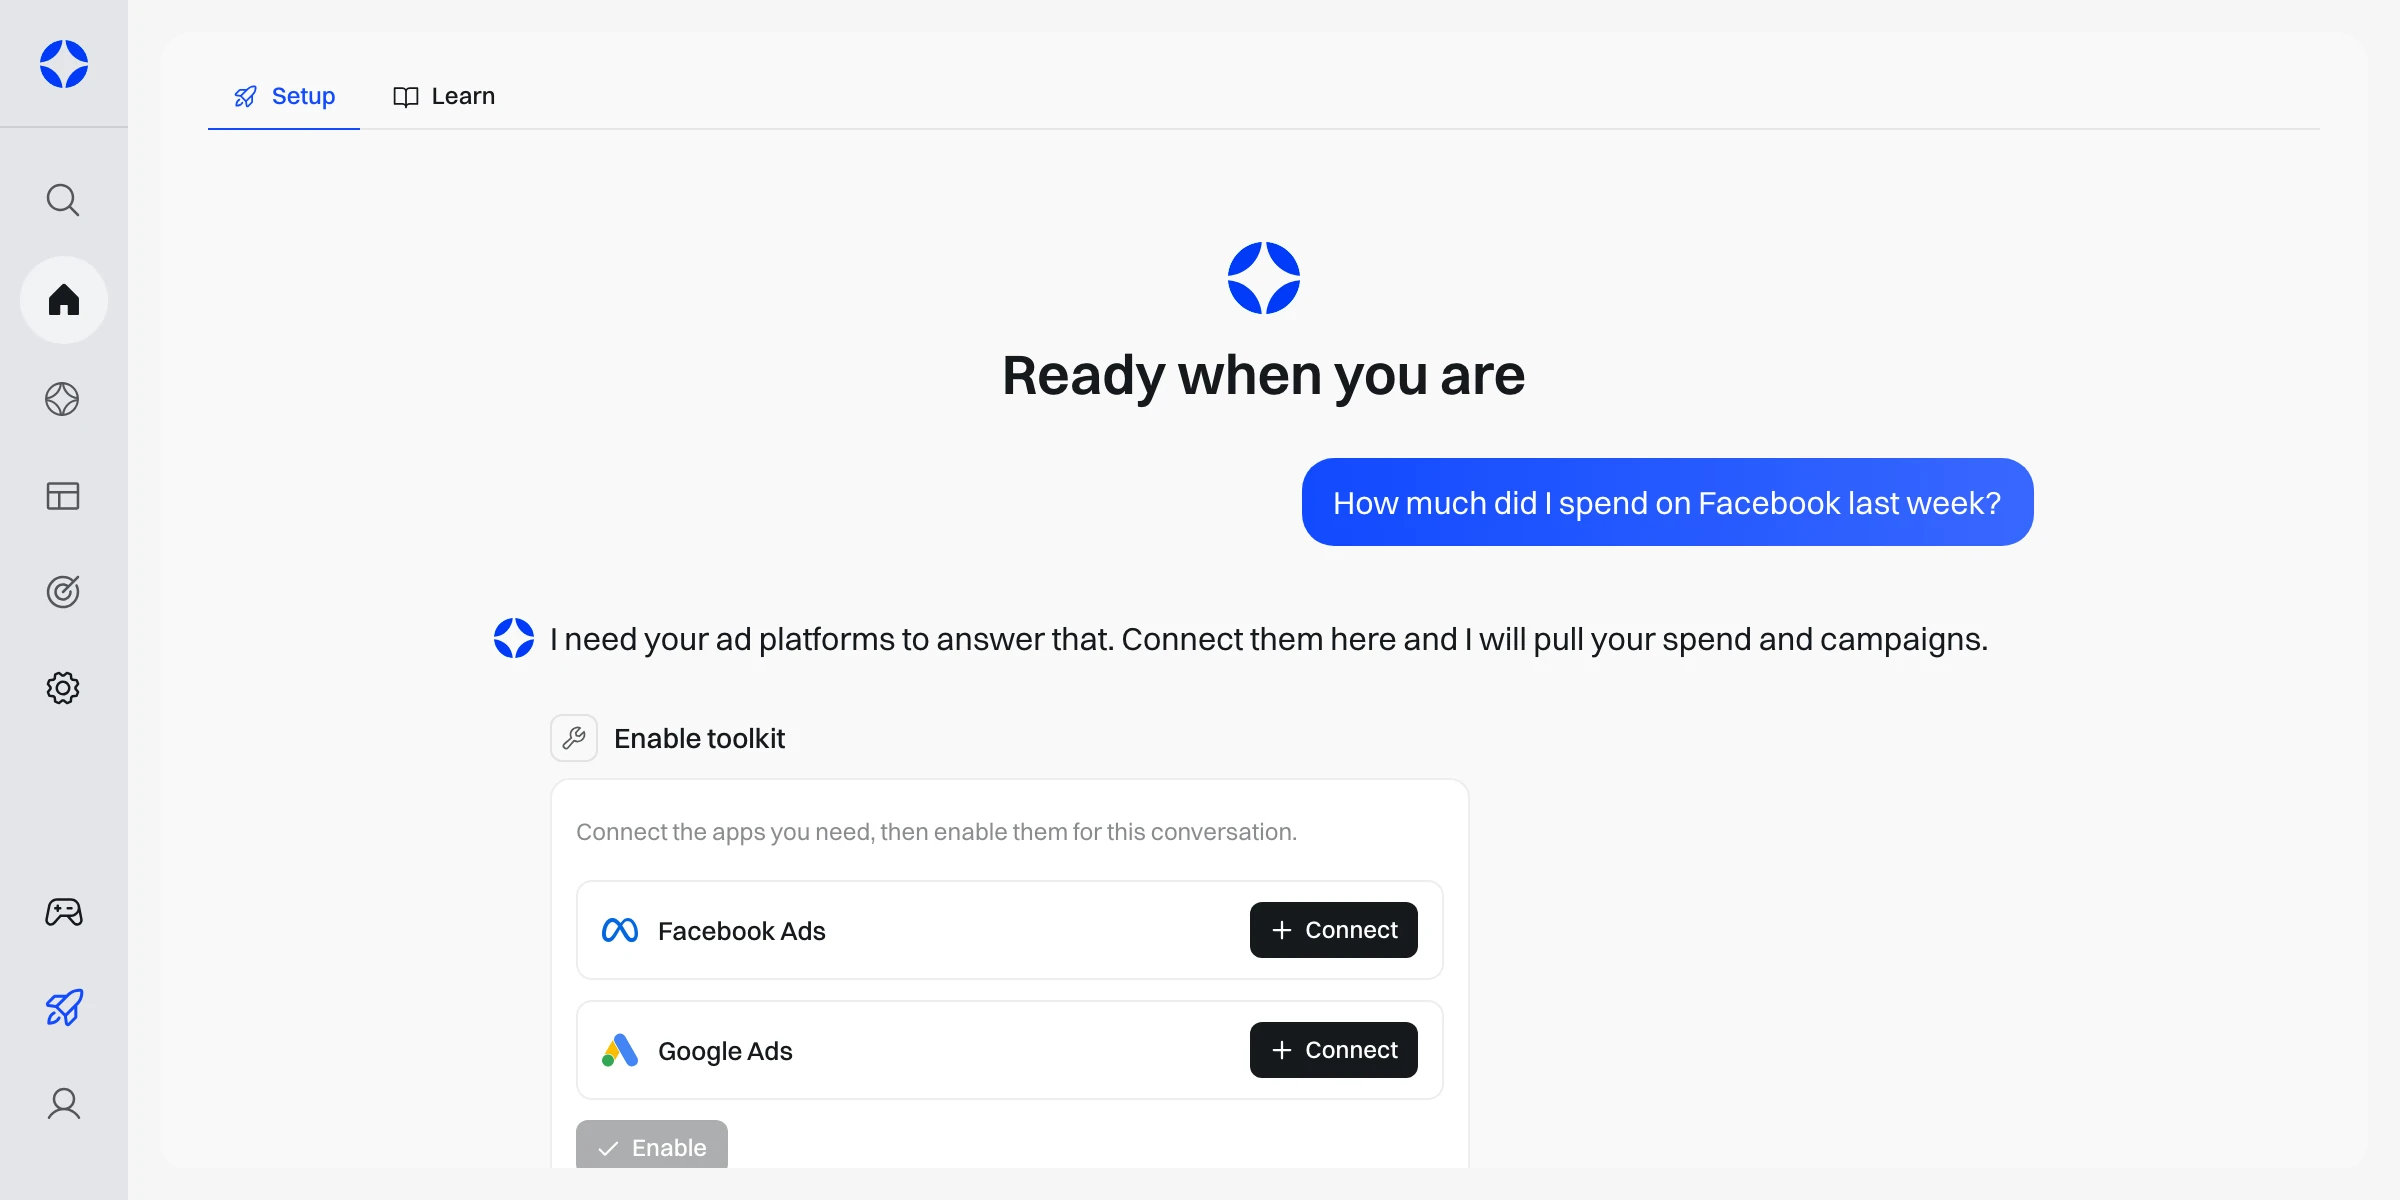 Setup
Learn
Ready when you are
How much did I spend on Facebook last week?
I need your ad platforms to answer that. Connect them here and I will pull your spend and campaigns.
Enable toolkit
Connect the apps you need, then enable them for this conversation.
Facebook Ads
Connect
Google Ads
Connect
Enable